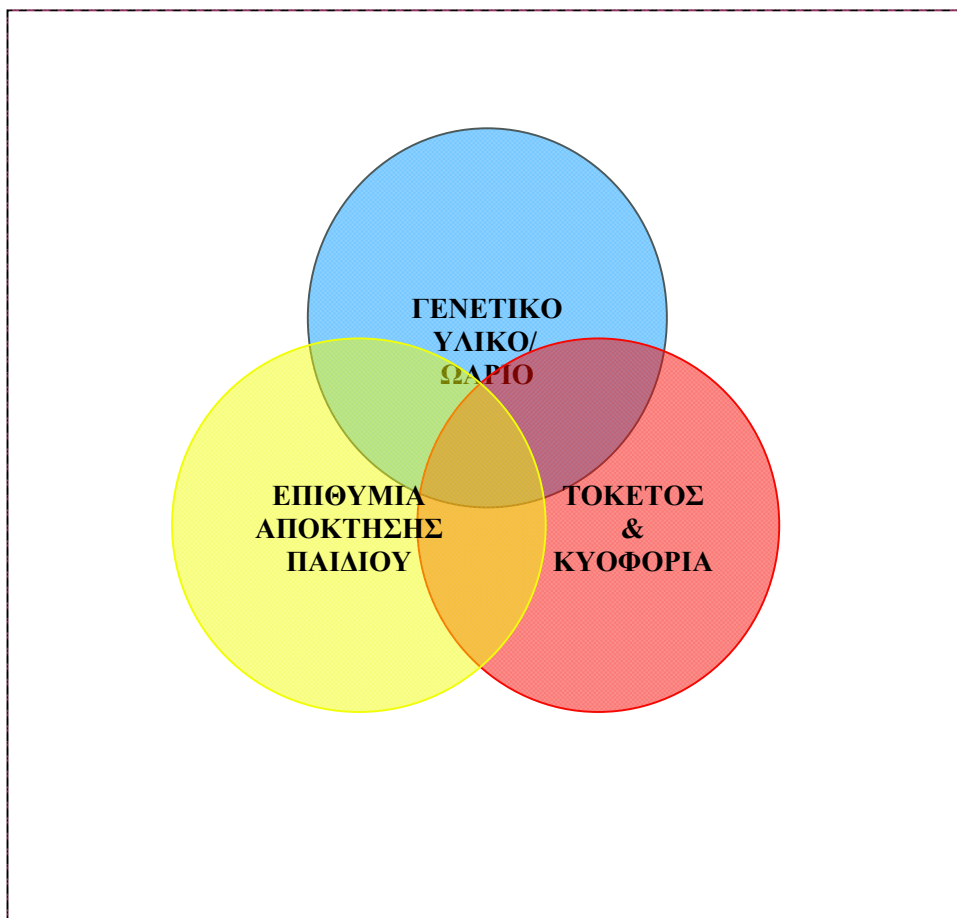 ΓΕΝΕΤΙΚΟ
ΥΛΙΚΟ/
ΩΑΡΙΟ
ΕΠΙΘΥΜΙΑ
ΑΠΟΚΤΗΣΗΣ
ΠΑΙΔΙΟΥ
ΤΟΚΕΤΟΣ
&
ΚΥΟΦΟΡΙΑ